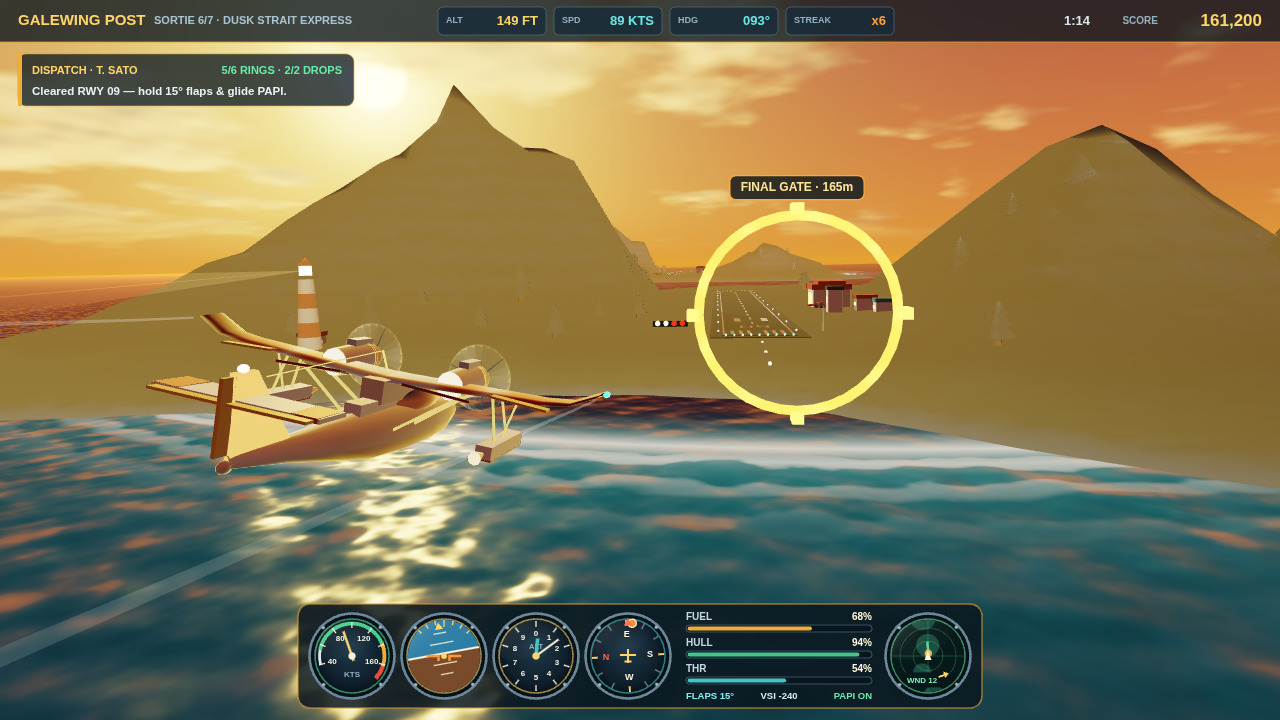 GALEWING POST SORTIE 6/7 · DUSK STRAIT EXPRESS
ALT 149 FT
SPD 89 KTS
HDG 093°
STREAK x6
1:14
SCORE 161,200
DISPATCH · T. SATO 5/6 RINGS · 2/2 DROPS
Cleared RWY 09 — hold 15° flaps & glide PAPI.
FINAL GATE · 165m
40 80 120 160
KTS
0 1 2 3 4 5 6 7 8 9
ALT
N E S W
FUEL 68%
HULL 94%
THR 54%
FLAPS 15° VSI -240 PAPI ON
WND 12